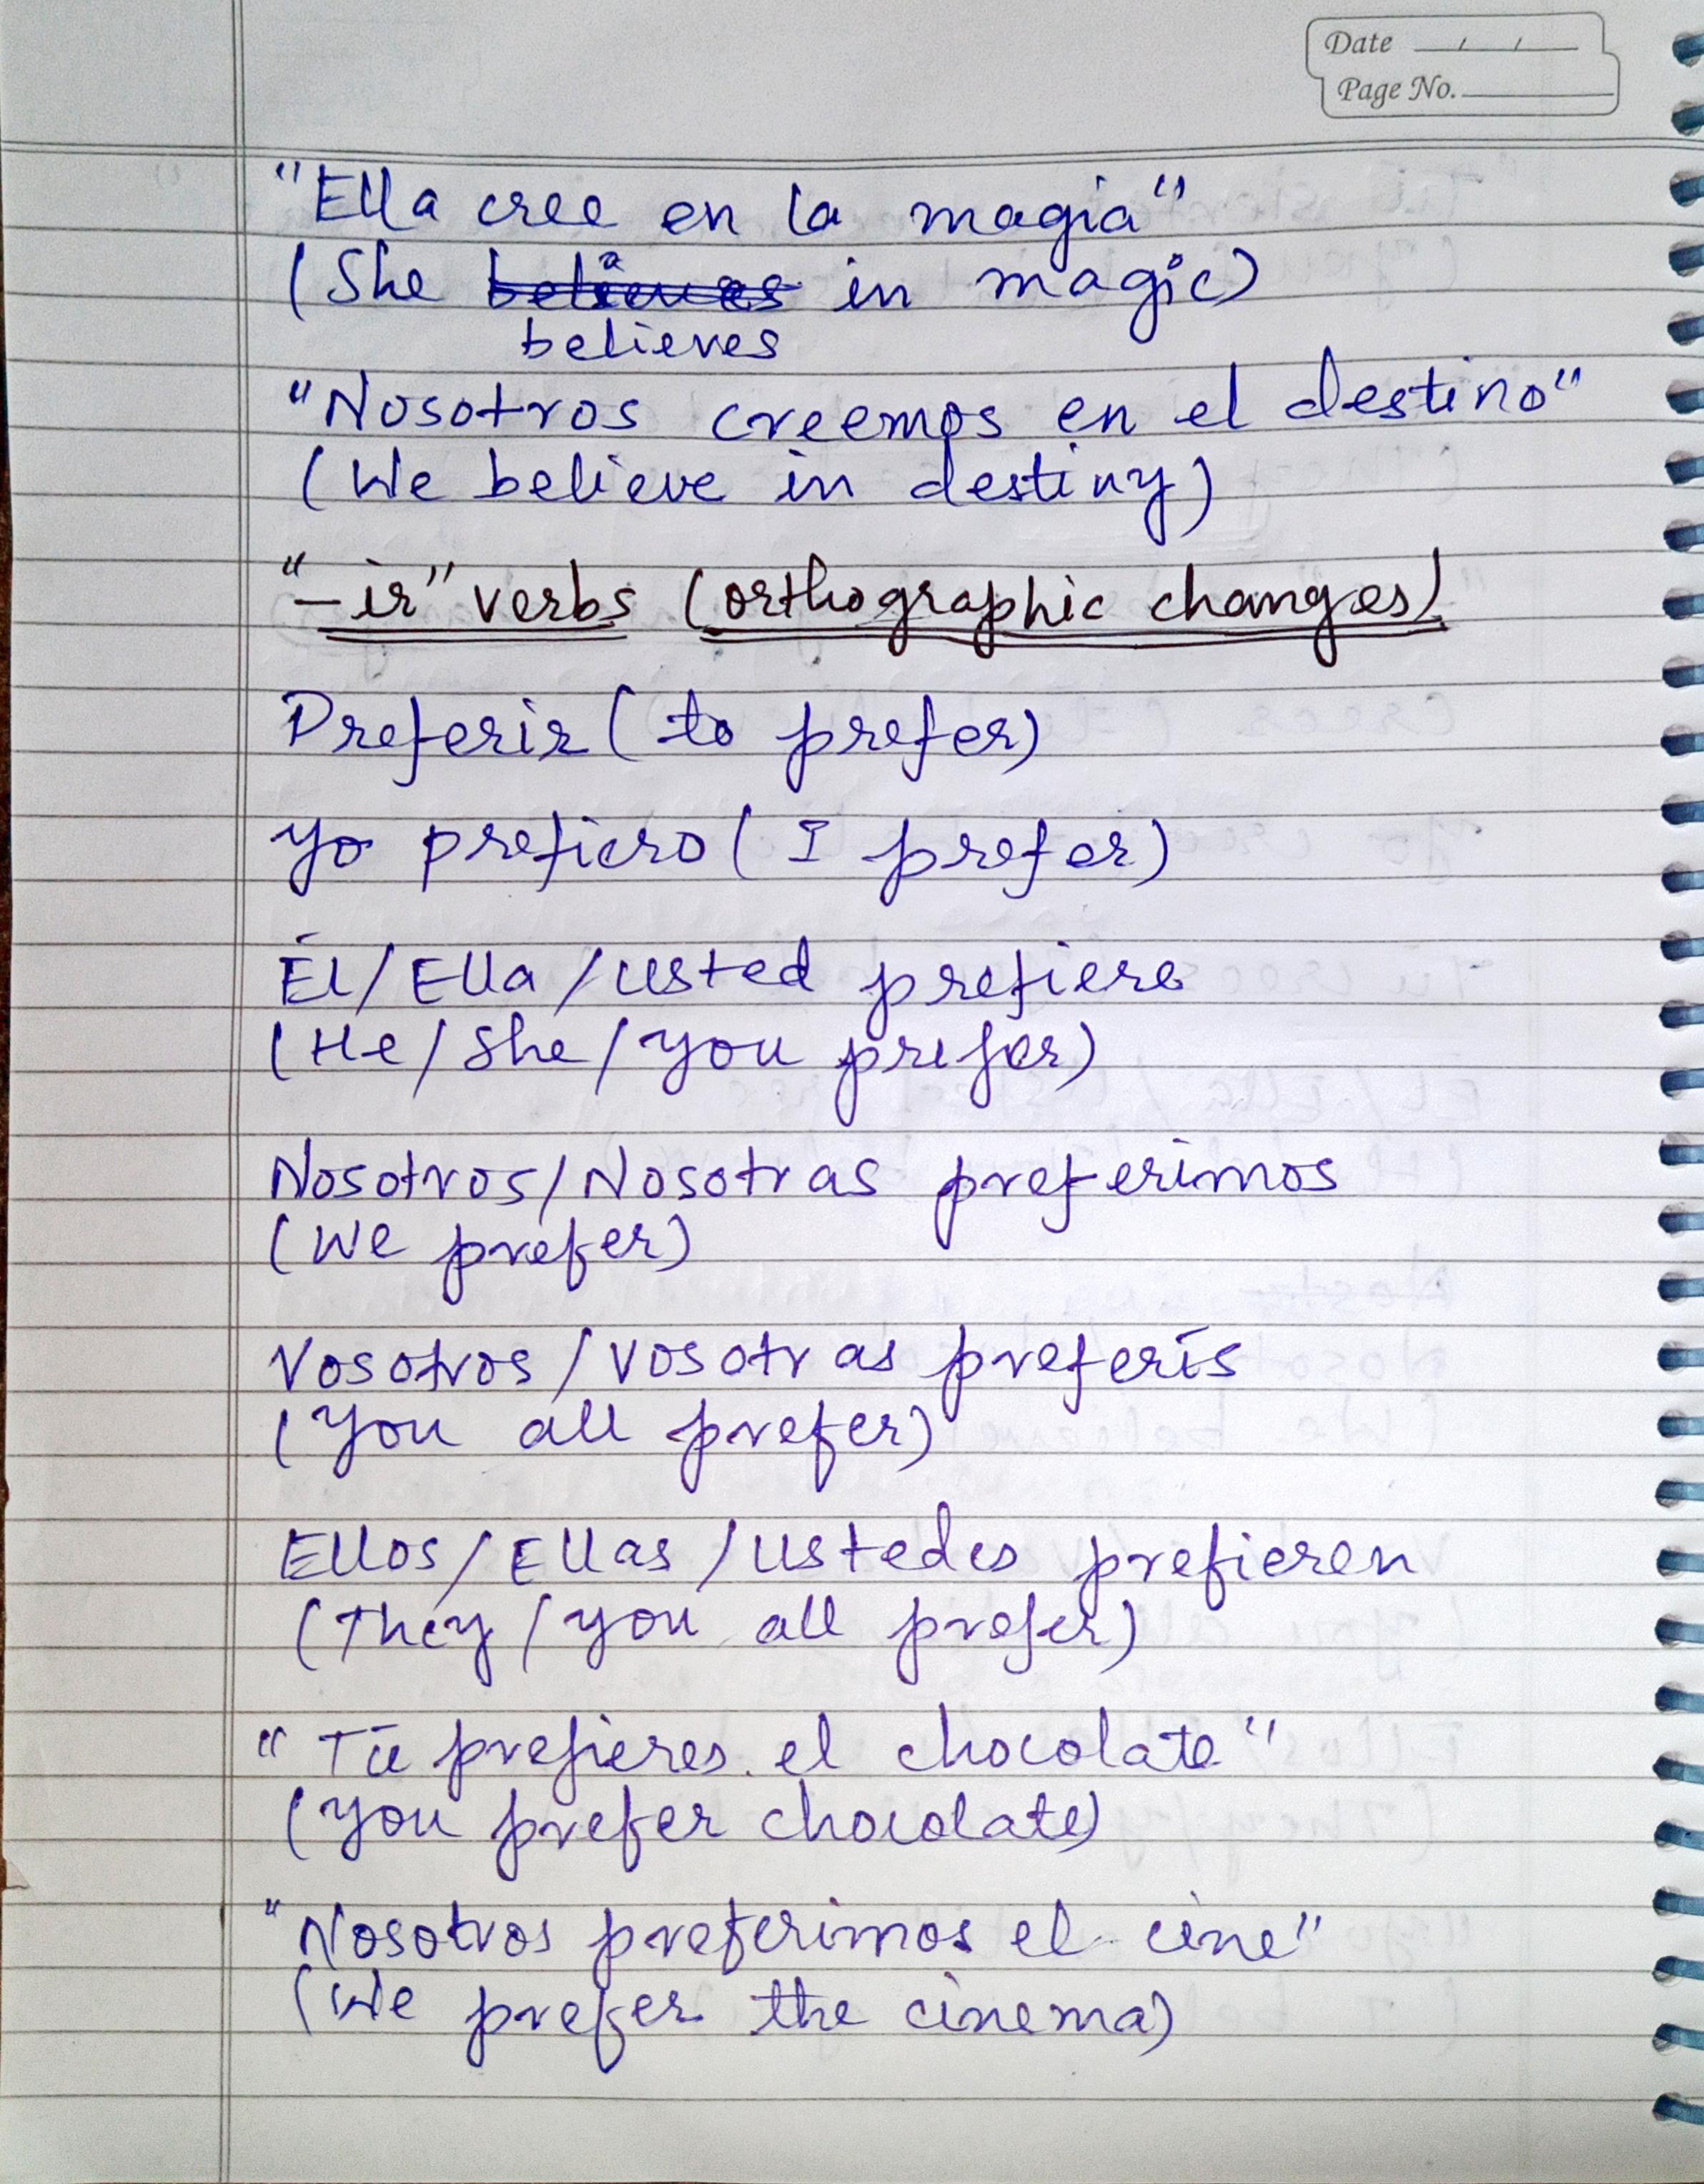 Date __/__/__
Page No.
"Ella cree en la magia"
(She in magic)
believes
"Nosotros creemos en el destino"
(We believe in destiny)
"-ir" verbs (orthographic changes)
Preferir (to prefer)
Yo prefiero (I prefer)
Él/Ella/Usted prefiere
(He/She/You prefer)
Nosotros/Nosotras preferimos
(We prefer)
Vosotros/Vosotras preferís
(You all prefer)
Ellos/Ellas/Ustedes prefieren
(They/you all prefer)
"Tú prefieres el chocolate"
(You prefer chocolate)
"Nosotros preferimos el cine"
(We prefer the cinema)